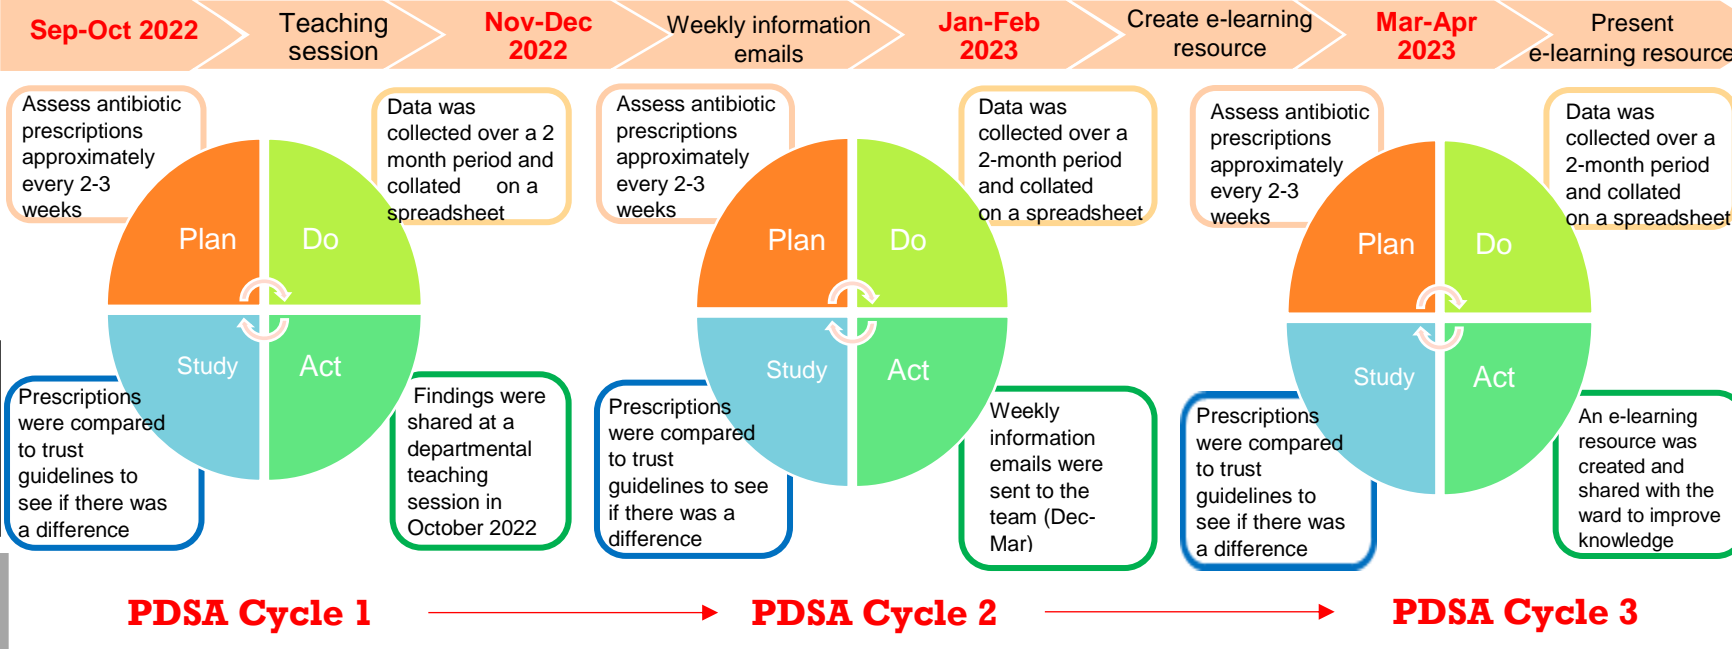 Sep-Oct 2022
Teaching
session
Nov-Dec
2022
Weekly information
emails
Jan-Feb
2023
Create e-learning
resource
Mar-Apr
2023
Present
e-learning resource
Assess antibiotic
prescriptions
approximately
every 2-3
weeks
Data was
collected over a 2
month period and
collated on a
spreadsheet
Plan
Do
Study
Act
Prescriptions
were compared
to trust
guidelines to
see if there was
a difference
Findings were
shared at a
departmental
teaching
session in
October 2022
Assess antibiotic
prescriptions
approximately
every 2-3
weeks
Data was
collected over a
2-month period
and collated
on a spreadsheet
Plan
Do
Study
Act
Prescriptions
were compared
to trust
guidelines to see
if there was a
difference
Weekly
information
emails were
sent to the
team (Dec-
Mar)
Assess antibiotic
prescriptions
approximately
every 2-3
weeks
Data was
collected over a
2-month period
and collated
on a spreadsheet
Plan
Do
Study
Act
Prescriptions
were compared
to trust
guidelines to
see if there was
a difference
An e-learning
resource was
created and
shared with the
ward to improve
knowledge
PDSA Cycle 1
PDSA Cycle 2
PDSA Cycle 3